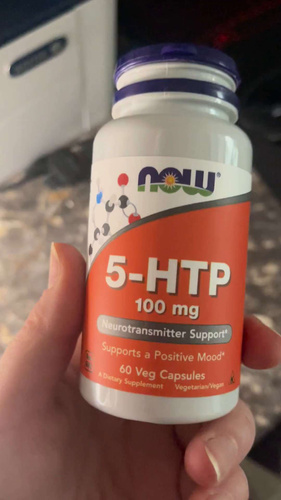 NOW
5-HTP
100 mg
Neurotransmitter Support*
Supports a Positive Mood*
60 Veg Capsules
A Dietary Supplement Vegetarian/Vegan